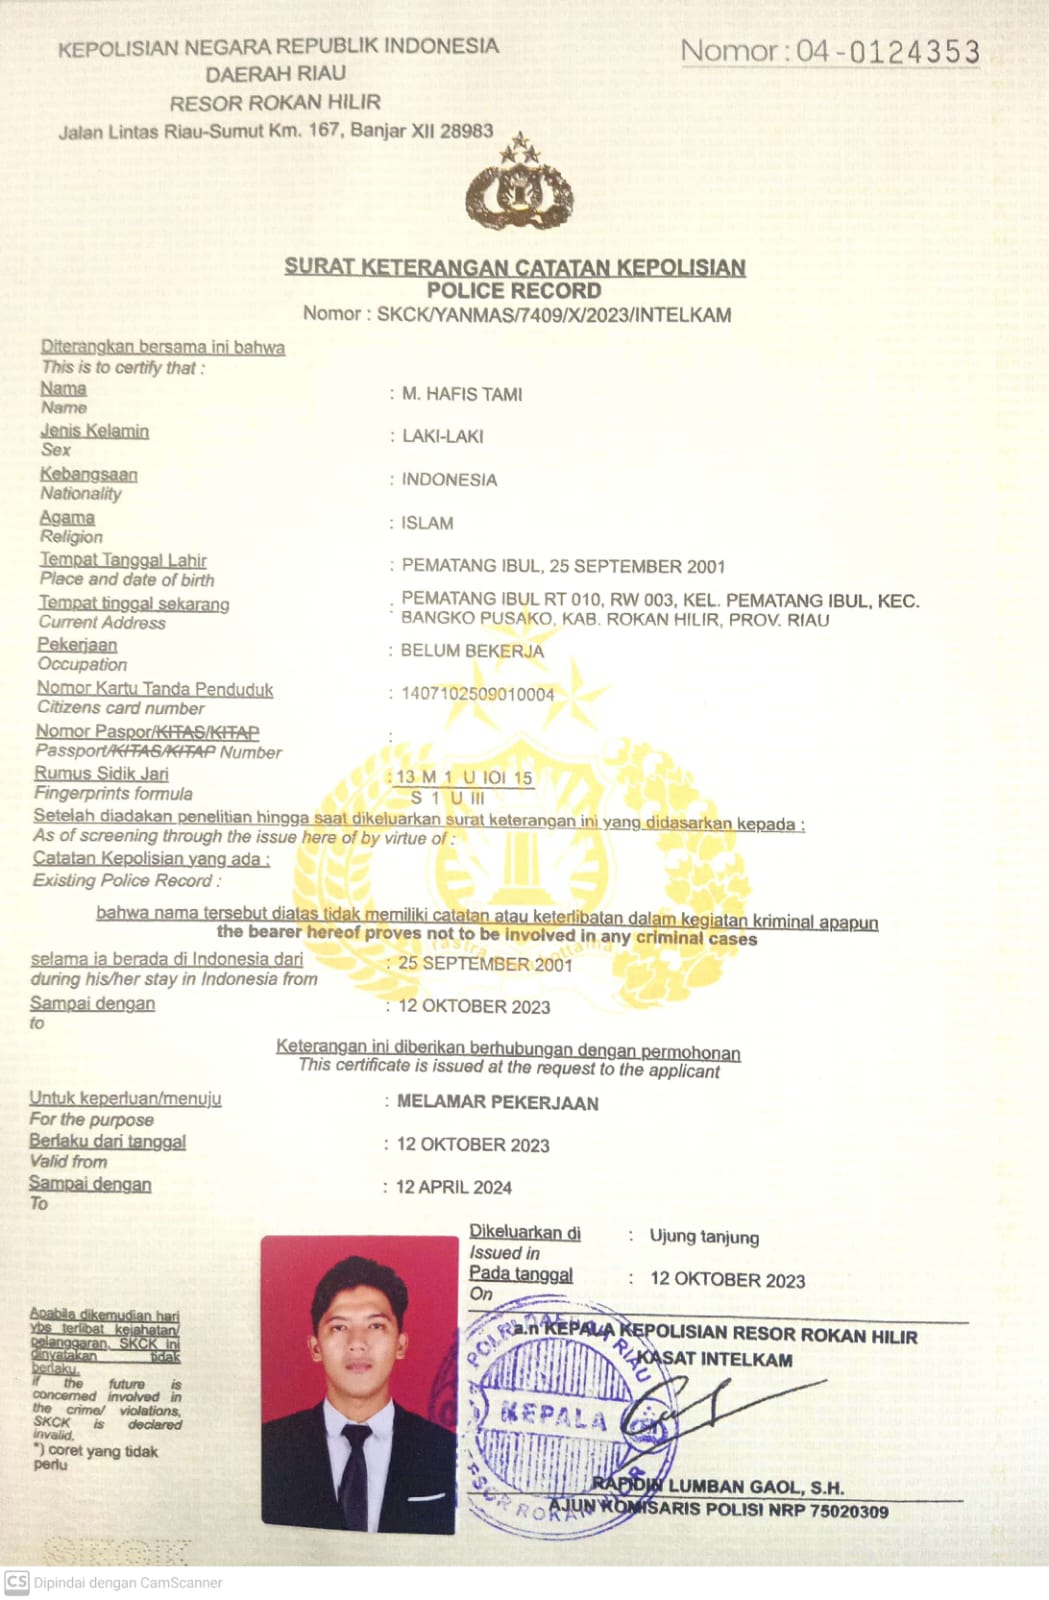 KEPOLISIAN NEGARA REPUBLIK INDONESIA
DAERAH RIAU
RESOR ROKAN HILIR
Jalan Lintas Riau-Sumut Km. 167, Banjar XII 28983
Nomor : 04 -0124353
SURAT KETERANGAN CATATAN KEPOLISIAN
POLICE RECORD
Nomor : SKCK/YANMAS/7409/X/2023/INTELKAM
Diterangkan bersama ini bahwa
This is to certify that :
Nama : M. HAFIS TAMI
Name
Jenis Kelamin : LAKI-LAKI
Sex
Kebangsaan : INDONESIA
Nationality
Agama : ISLAM
Religion
Tempat Tanggal Lahir : PEMATANG IBUL, 25 SEPTEMBER 2001
Place and date of birth
Tempat tinggal sekarang : PEMATANG IBUL RT 010, RW 003, KEL. PEMATANG IBUL, KEC.
Current Address BANGKO PUSAKO, KAB. ROKAN HILIR, PROV. RIAU
Pekerjaan : BELUM BEKERJA
Occupation
Nomor Kartu Tanda Penduduk : 1407102509010004
Citizens card number
Nomor Paspor/KITAS/KITAP :
Passport/KITAS/KITAP Number
Rumus Sidik Jari : 13 M 1 U IOI 15
Fingerprints formula S 1 U III
Setelah diadakan penelitian hingga saat dikeluarkan surat keterangan ini yang didasarkan kepada :
As of screening through the issue here of by virtue of :
Catatan Kepolisian yang ada :
Existing Police Record :
bahwa nama tersebut diatas tidak memiliki catatan atau keterlibatan dalam kegiatan kriminal apapun
the bearer hereof proves not to be involved in any criminal cases
selama ia berada di Indonesia dari : 25 SEPTEMBER 2001
during his/her stay in Indonesia from
Sampai dengan : 12 OKTOBER 2023
to
Keterangan ini diberikan berhubungan dengan permohonan
This certificate is issued at the request to the applicant
Untuk keperluan/menuju : MELAMAR PEKERJAAN
For the purpose
Berlaku dari tanggal : 12 OKTOBER 2023
Valid from
Sampai dengan : 12 APRIL 2024
To
Dikeluarkan di : Ujung tanjung
Issued in
Pada tanggal : 12 OKTOBER 2023
On
a.n KEPALA KEPOLISIAN RESOR ROKAN HILIR
KASAT INTELKAM
POLRI DAERAH RIAU
KEPALA
RESOR ROKAN HILIR
RAPIDIN LUMBAN GAOL, S.H.
AJUN KOMISARIS POLISI NRP 75020309
Apabila dikemudian hari
ybs terlibat kejahatan/
pelanggaran, SKCK ini
dinyatakan tidak
berlaku.
if the future is
concerned involved in
the crime/ violations,
SKCK is declared
invalid.
*) coret yang tidak
perlu
SKCK
CS Dipindai dengan CamScanner